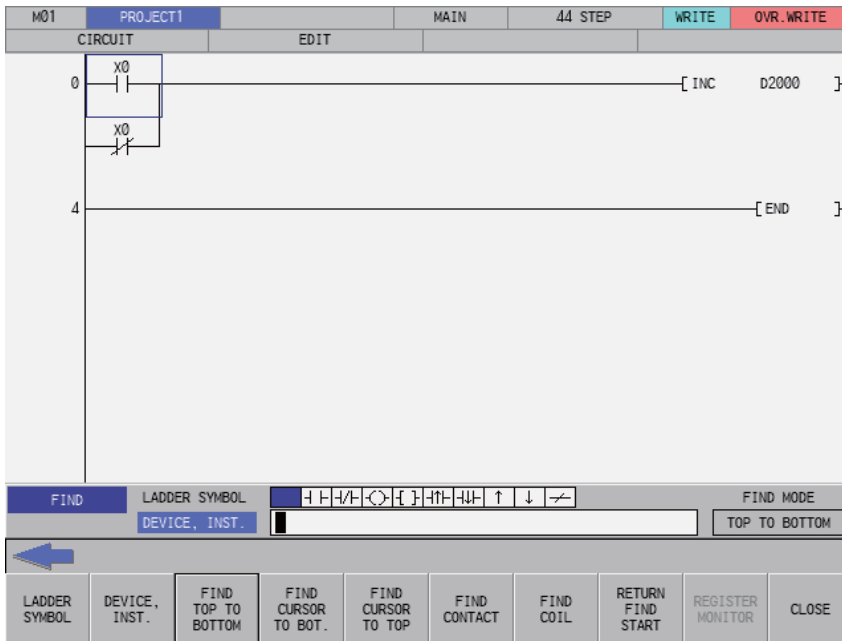 M01 PROJECT1 MAIN 44 STEP WRITE OVR.WRITE
CIRCUIT EDIT
X0
0 INC D2000
X0
4 END
FIND LADDER SYMBOL FIND MODE
DEVICE, INST. TOP TO BOTTOM
LADDER SYMBOL
DEVICE, INST.
FIND TOP TO BOTTOM
FIND CURSOR TO BOT.
FIND CURSOR TO TOP
FIND CONTACT
FIND COIL
RETURN FIND START
REGISTER MONITOR
CLOSE